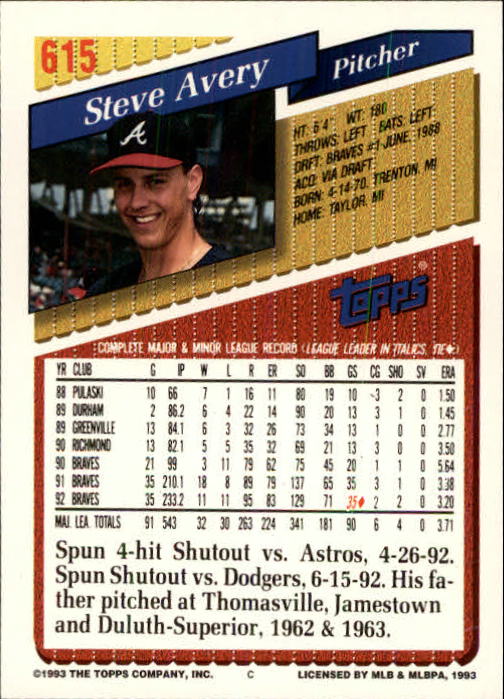 615
Steve Avery
Pitcher
A
HT: 6'4" WT: 180
THROWS: LEFT BATS: LEFT
DRFT: BRAVES #1-JUNE, 1988
ACQ: VIA DRAFT
BORN: 4-14-70, TRENTON, MI
HOME: TAYLOR, MI
Topps®
COMPLETE MAJOR & MINOR LEAGUE RECORD (LEAGUE LEADER IN ITALICS, TIE♦)
YR CLUB G IP W L R ER SO BB GS CG SHO SV ERA
88 PULASKI 10 66 7 1 16 11 80 19 10 3 2 0 1.50
89 DURHAM 2 86.2 6 4 22 14 90 20 13 3 1 0 1.45
89 GREENVILLE 13 84.1 6 3 32 26 73 34 13 1 0 0 2.77
90 RICHMOND 13 82.1 5 5 35 32 69 21 13 3 0 0 3.50
90 BRAVES 21 99 3 11 79 62 75 45 20 1 1 0 5.64
91 BRAVES 35 210.1 18 8 89 79 137 65 35 3 1 0 3.38
92 BRAVES 35 233.2 11 11 95 83 129 71 35♦ 2 2 0 3.20
MAJ. LEA. TOTALS 91 543 32 30 263 224 341 181 90 6 4 0 3.71
Spun 4-hit Shutout vs. Astros, 4-26-92.
Spun Shutout vs. Dodgers, 6-15-92. His fa-
ther pitched at Thomasville, Jamestown
and Duluth-Superior, 1962 & 1963.
©1993 THE TOPPS COMPANY, INC. C LICENSED BY MLB & MLBPA, 1993